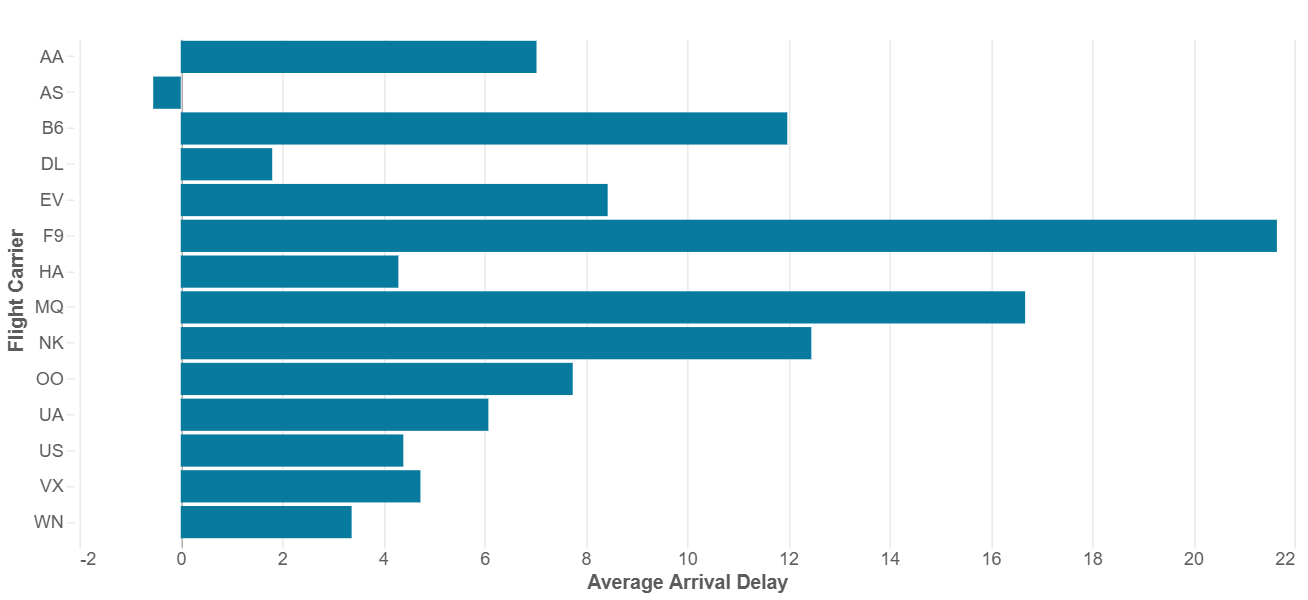 Flight Carrier
AA
AS
B6
DL
EV
F9
HA
MQ
NK
OO
UA
US
VX
WN
-2 0 2 4 6 8 10 12 14 16 18 20 22
Average Arrival Delay